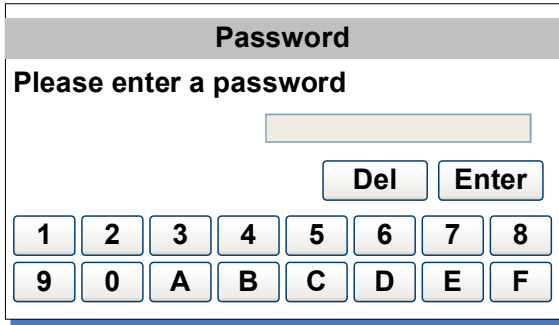 Password
Please enter a password
Del Enter
1 2 3 4 5 6 7 8
9 0 A B C D E F